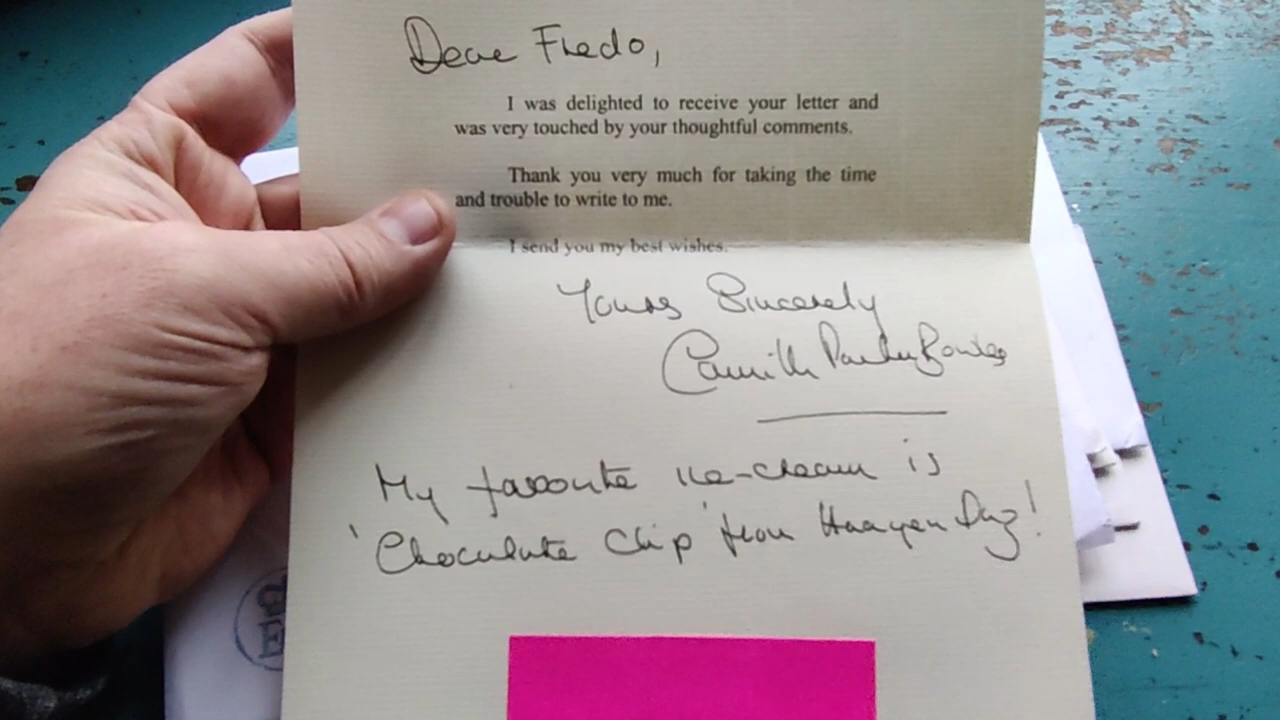 Dear Fredo,
I was delighted to receive your letter and
was very touched by your thoughtful comments.
Thank you very much for taking the time
and trouble to write to me.
I send you my best wishes.
Yours Sincerely
Camilla Parker Bowles
My favourite ice-cream is
'Chocolate Chip' from Haagen Daz!